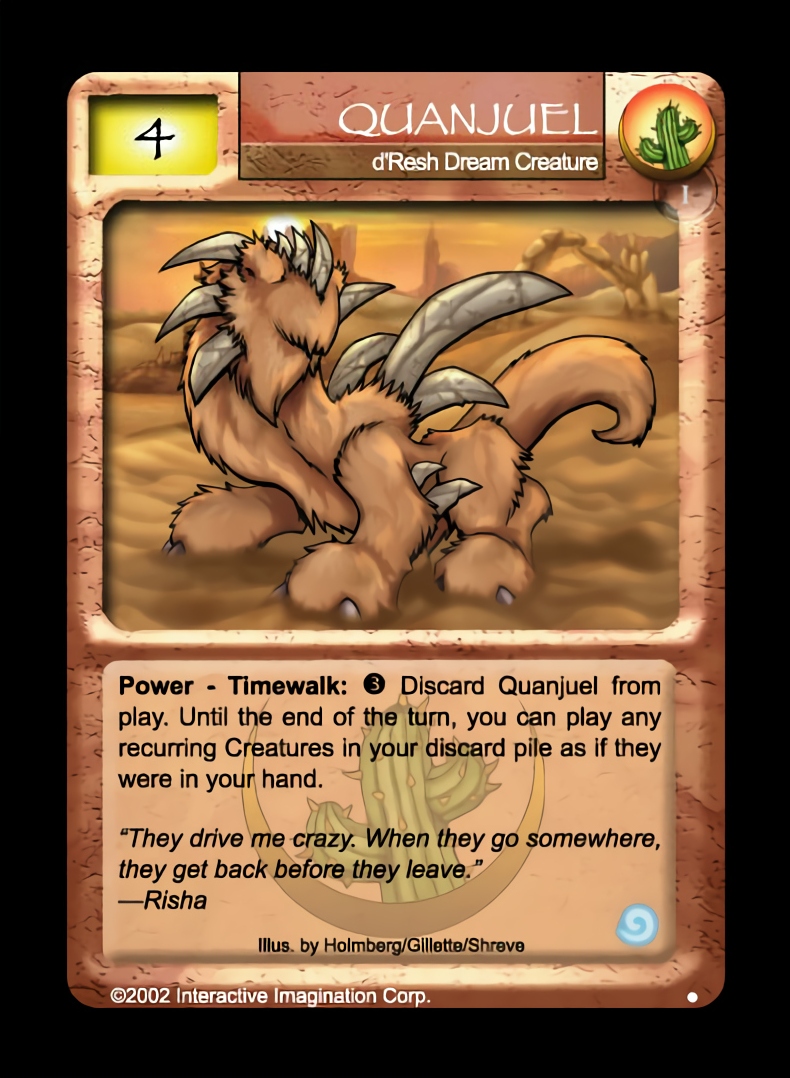 4
QUANJUEL
d'Resh Dream Creature
1
Power - Timewalk: ❸ Discard Quanjuel from
play. Until the end of the turn, you can play any
recurring Creatures in your discard pile as if they
were in your hand.
“They drive me crazy. When they go somewhere,
they get back before they leave.”
—Risha
Illus. by Holmberg/Gillette/Shreve
©2002 Interactive Imagination Corp.